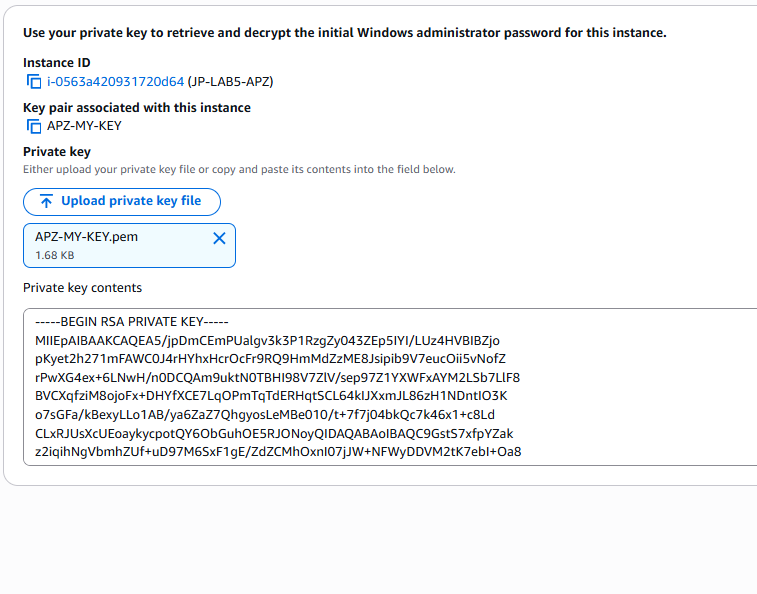 Use your private key to retrieve and decrypt the initial Windows administrator password for this instance.
Instance ID
i-0563a420931720d64 (JP-LAB5-APZ)
Key pair associated with this instance
APZ-MY-KEY
Private key
Either upload your private key file or copy and paste its contents into the field below.
Upload private key file
APZ-MY-KEY.pem
1.68 KB
Private key contents
-----BEGIN RSA PRIVATE KEY-----
MIIEpAIBAAKCAQEA5/jpDmCEmPUalgv3k3P1RzgZy043ZEp5IYI/LUz4HVBIBZjo
pKyet2h271mFAWC0J4rHYhxHcrOcFr9RQ9HmMdZzME8Jsipib9V7eucOii5vNofZ
rPwXG4ex+6LNwH/n0DCQAm9uktN0TBHI98V7ZlV/sep97Z1YXWFxAYM2LSb7LlF8
BVCXqfziM8ojoFx+DHYfXCE7LqOPmTqTdERHqtSCL64kIJXxmJL86zH1NDntIO3K
o7sGFa/kBexyLLo1AB/ya6ZaZ7QhgyosLeMBe010/t+7f7j04bkQc7k46x1+c8Ld
CLxRJUsXcUEoaykycpotQY6ObGuhOE5RJONoyQIDAQABAoIBAQC9GstS7xfpYZak
z2iqihNgVbmhZUf+uD97M6SxF1gE/ZdZCMhOxnI07jJW+NFWyDDVM2tK7ebI+Oa8